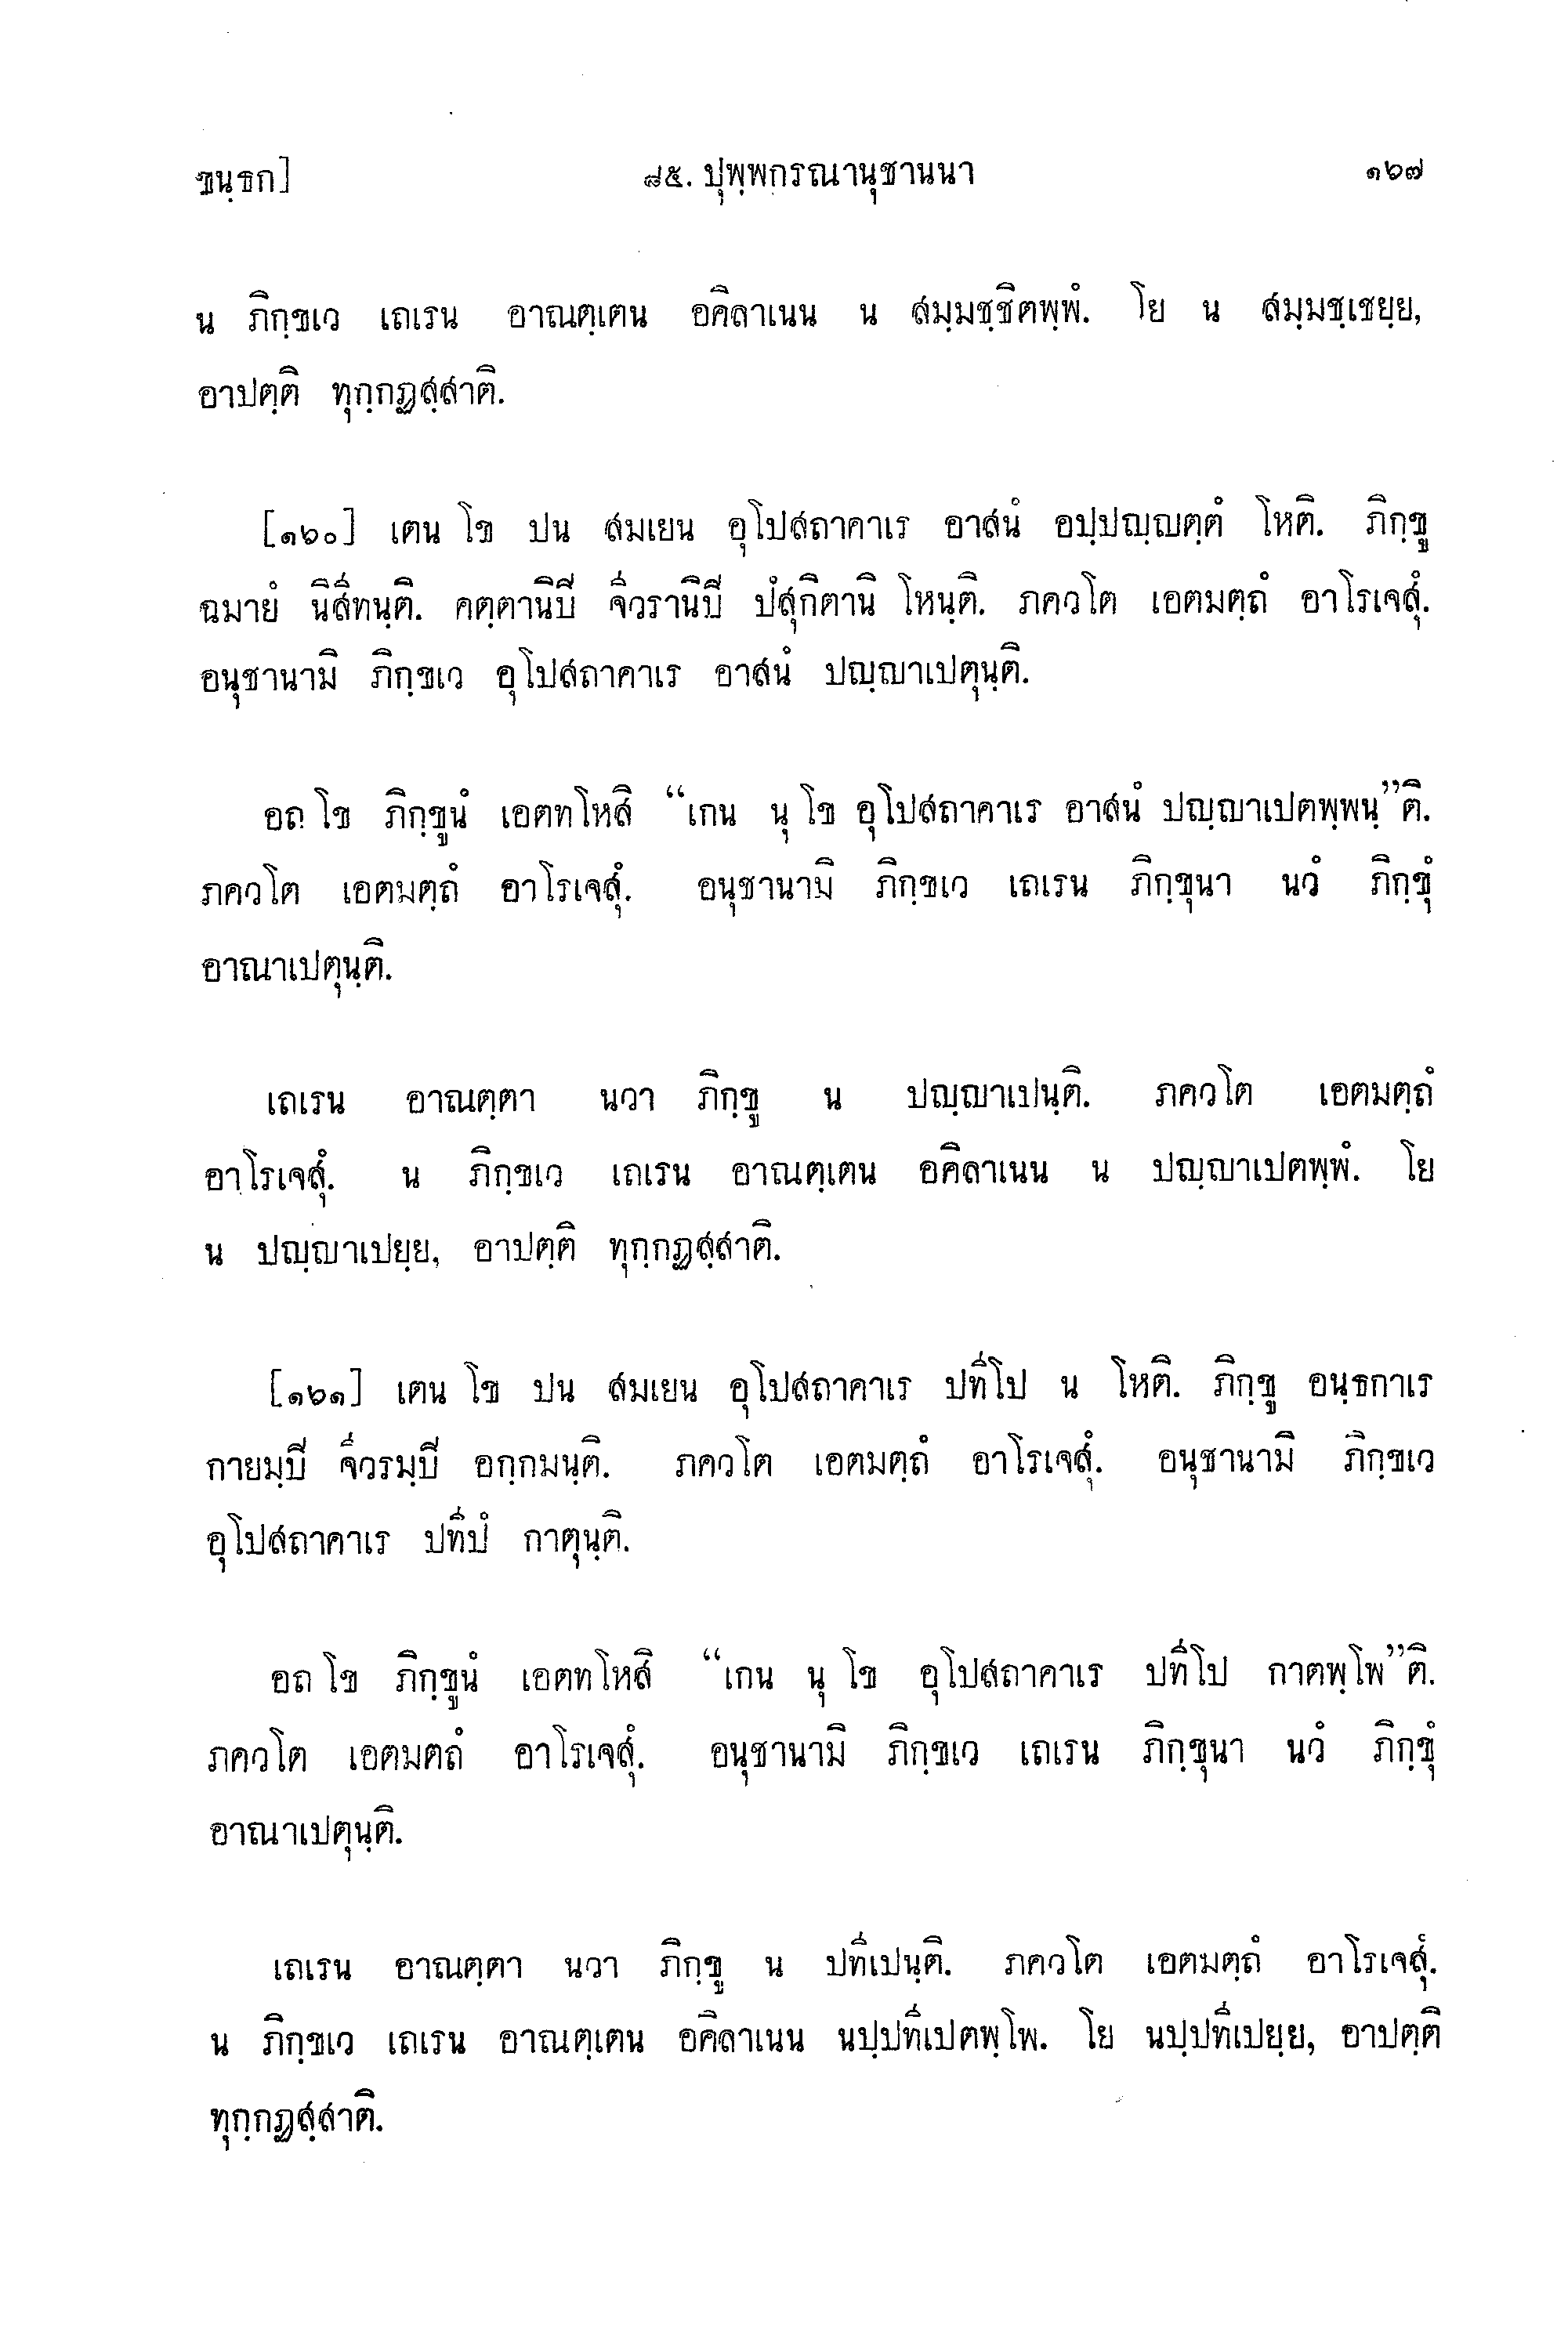 ขนฺธก] ๘๕. ปุพฺพกรณานุชานนา ๑๖๗
น ภิกฺขเว เถเรน อาณตฺเตน อคิลาเนน น สมฺมชฺชิตพฺพํ. โย น สมฺมชฺเชยฺย,
อาปตฺติ ทุกฺกฏสฺสาติ.
[๑๖๐] เตน โข ปน สมเยน อุโปสถาคาเร อาสนํ อปฺปญฺญตฺตํ โหติ. ภิกฺขู
ฉมายํ นิสีทนฺติ. คตฺตานิปิ จีวรานิปิ ปํสุกิตานิ โหนฺติ. ภควโต เอตมตฺถํ อาโรเจสุํ.
อนุชานามิ ภิกฺขเว อุโปสถาคาเร อาสนํ ปญฺญาเปตุนฺติ.
อถ โข ภิกฺขูนํ เอตทโหสิ “เกน นุ โข อุโปสถาคาเร อาสนํ ปญฺญาเปตพฺพนฺ”ติ.
ภควโต เอตมตฺถํ อาโรเจสุํ. อนุชานามิ ภิกฺขเว เถเรน ภิกฺขุนา นวํ ภิกฺขุํ
อาณาเปตุนฺติ.
เถเรน อาณตฺตา นวา ภิกฺขู น ปญฺญาเปนฺติ. ภควโต เอตมตฺถํ
อาโรเจสุํ. น ภิกฺขเว เถเรน อาณตฺเตน อคิลาเนน น ปญฺญาเปตพฺพํ. โย
น ปญฺญาเปยฺย, อาปตฺติ ทุกฺกฏสฺสาติ.
[๑๖๑] เตน โข ปน สมเยน อุโปสถาคาเร ปทีโป น โหติ. ภิกฺขู อนฺธกาเร
กายมฺปิ จีวรมฺปิ อกฺกมนฺติ. ภควโต เอตมตฺถํ อาโรเจสุํ. อนุชานามิ ภิกฺขเว
อุโปสถาคาเร ปทีปํ กาตุนฺติ.
อถ โข ภิกฺขูนํ เอตทโหสิ “เกน นุ โข อุโปสถาคาเร ปทีโป กาตพฺโพ”ติ.
ภควโต เอตมตถํ อาโรเจสุํ. อนุชานามิ ภิกฺขเว เถเรน ภิกฺขุนา นวํ ภิกฺขุํ
อาณาเปตุนฺติ.
เถเรน อาณตฺตา นวา ภิกฺขู น ปทีเปนฺติ. ภควโต เอตมตฺถํ อาโรเจสุํ.
น ภิกฺขเว เถเรน อาณตฺเตน อคิลาเนน นปฺปทีเปตพฺโพ. โย นปฺปทีเปยฺย, อาปตฺติ
ทุกฺกฏสฺสาติ.